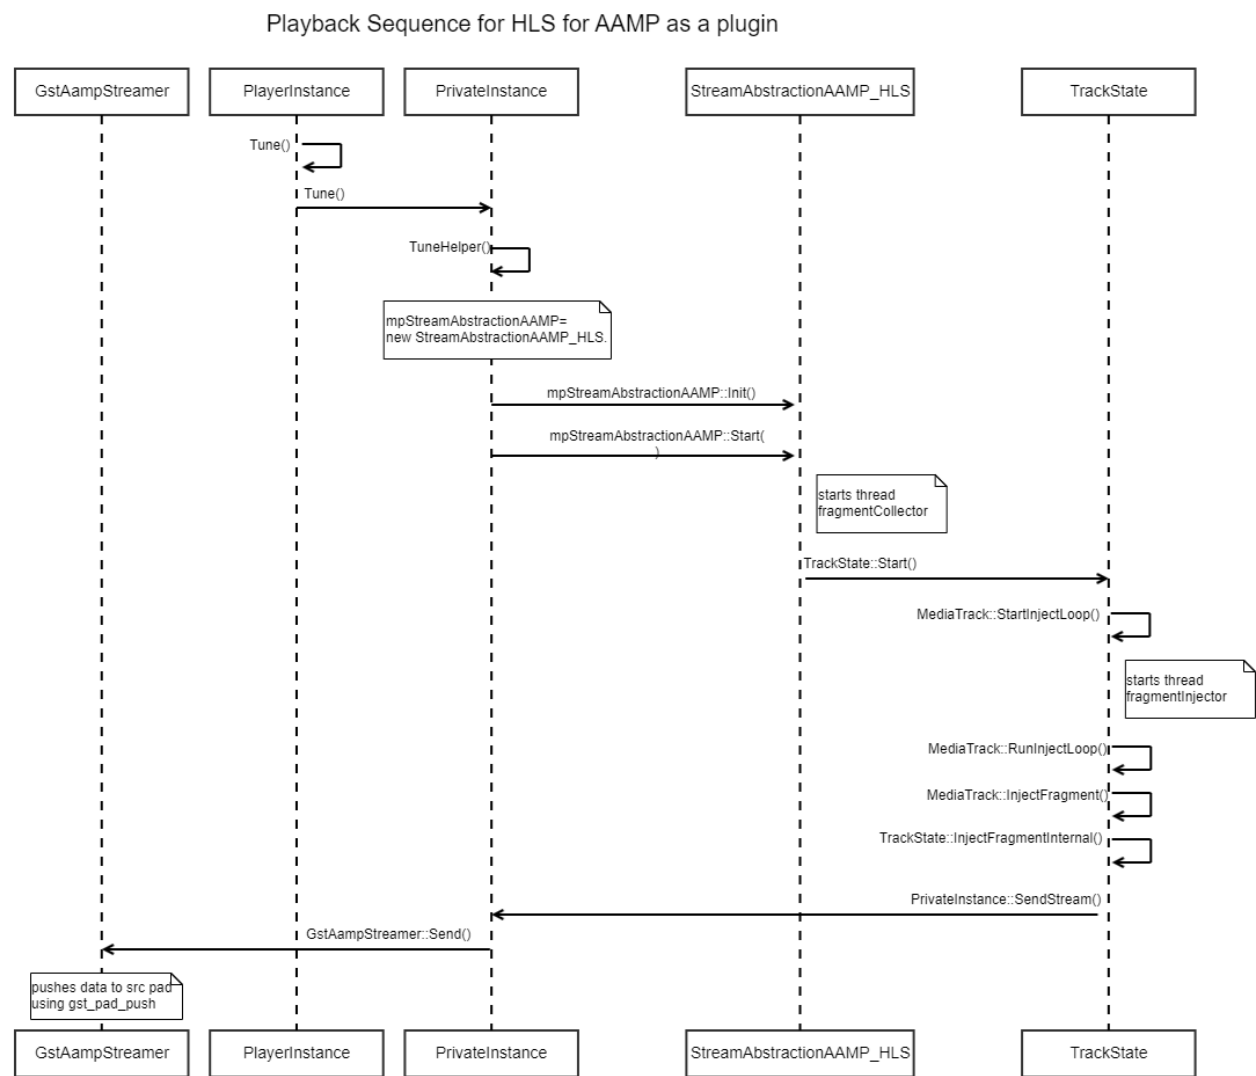 Playback Sequence for HLS for AAMP as a plugin
GstAampStreamer
PlayerInstance
PrivateInstance
StreamAbstractionAAMP_HLS
TrackState
Tune()
Tune()
TuneHelper()
mpStreamAbstractionAAMP=
new StreamAbstractionAAMP_HLS.
mpStreamAbstractionAAMP::Init()
mpStreamAbstractionAAMP::Start(
)
starts thread
fragmentCollector
TrackState::Start()
MediaTrack::StartInjectLoop()
starts thread
fragmentInjector
MediaTrack::RunInjectLoop()
MediaTrack::InjectFragment()
TrackState::InjectFragmentInternal()
PrivateInstance::SendStream()
GstAampStreamer::Send()
pushes data to src pad
using gst_pad_push
GstAampStreamer
PlayerInstance
PrivateInstance
StreamAbstractionAAMP_HLS
TrackState